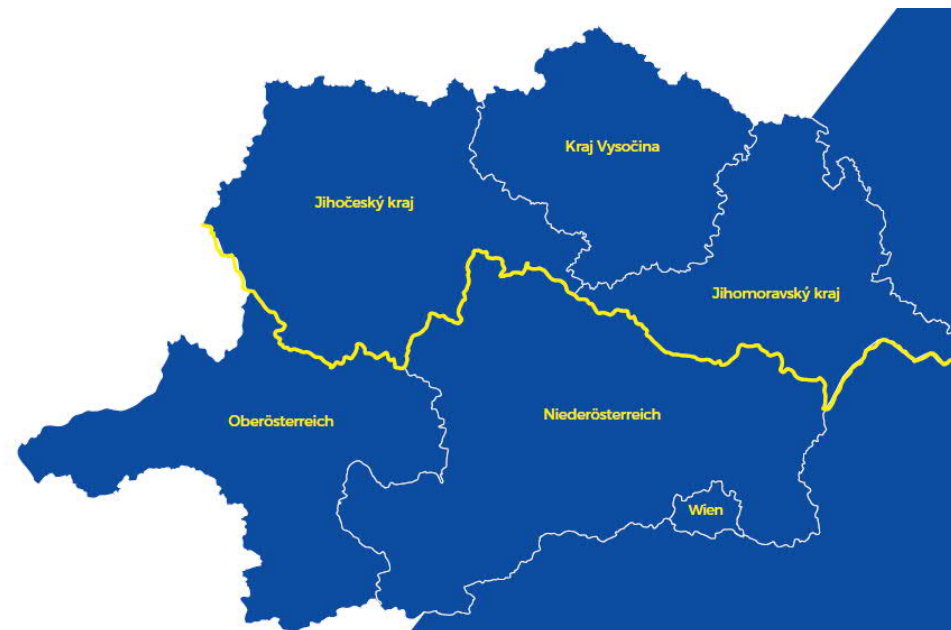 Kraj Vysočina
Jihočeský kraj
Jihomoravský kraj
Oberösterreich
Niederösterreich
Wien